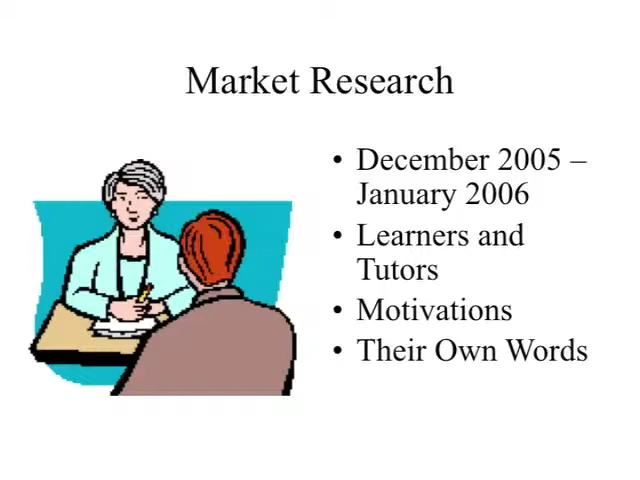 Market Research
• December 2005 –
January 2006
• Learners and
Tutors
• Motivations
• Their Own Words